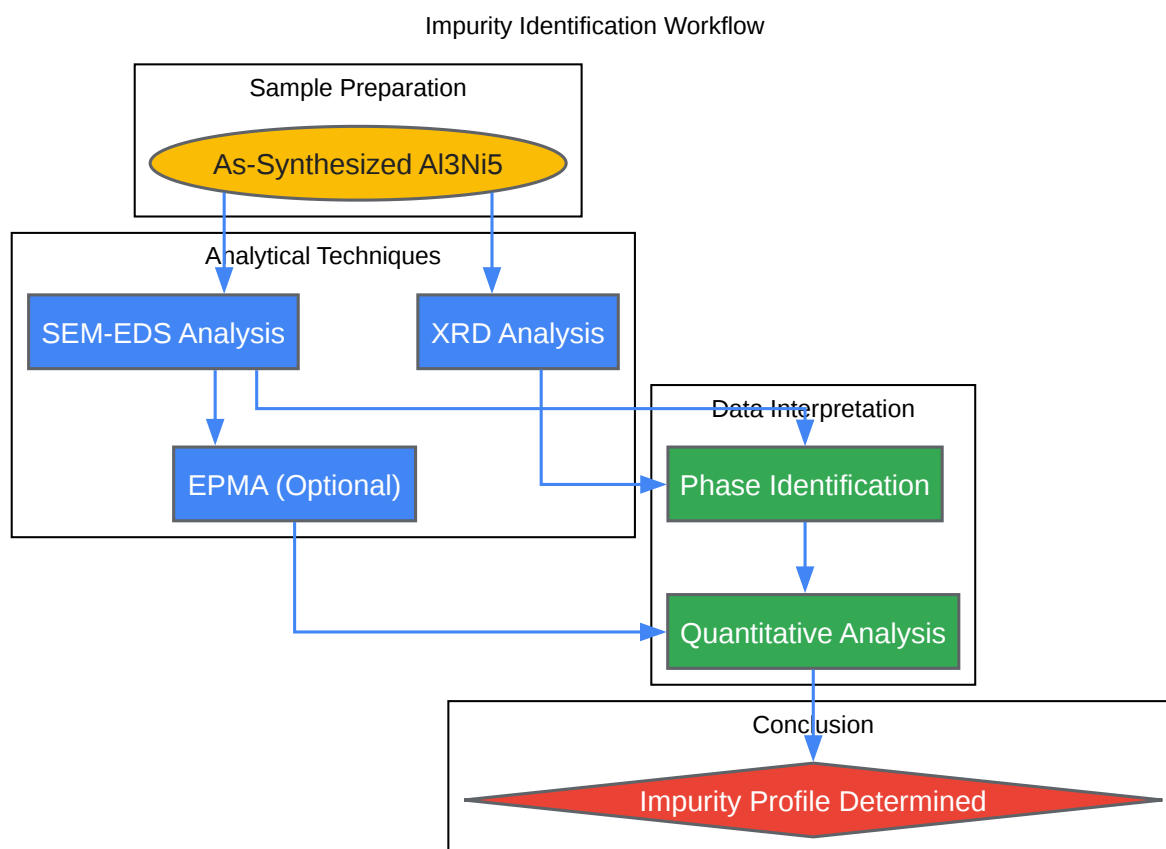 Impurity Identification Workflow
Sample Preparation
As-Synthesized Al3Ni5
Analytical Techniques
SEM-EDS Analysis
XRD Analysis
Data Interpretation
EPMA (Optional)
Phase Identification
Quantitative Analysis
Conclusion
Impurity Profile Determined